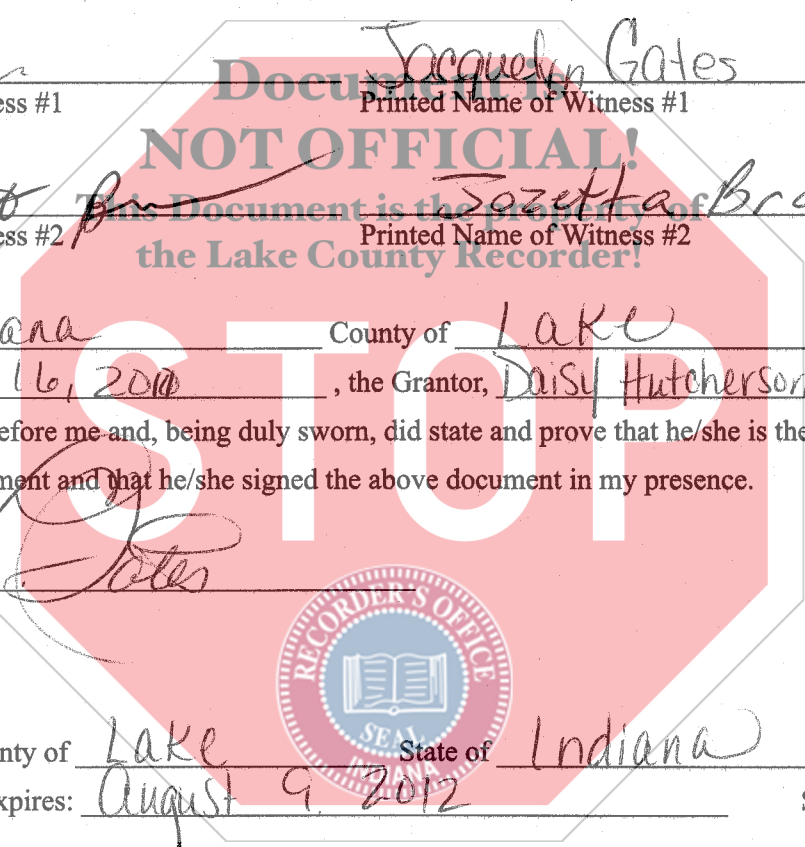 Jacquelyn Gates
ess #1 Printed Name of Witness #1
Document is
NOT OFFICIAL!
This Document is the property of
the Lake County Recorder!
Jozetta Bro
ess #2 Printed Name of Witness #2
STOP
ana County of Lake
16, , the Grantor, Daisy Hutcherson
efore me and, being duly sworn, did state and prove that he/she is the
ment and that he/she signed the above document in my presence.
Gates
RECORDER'S OFFICE
SEAL
INDIANA
nty of Lake State of Indiana
xpires: August 9, 2012 S